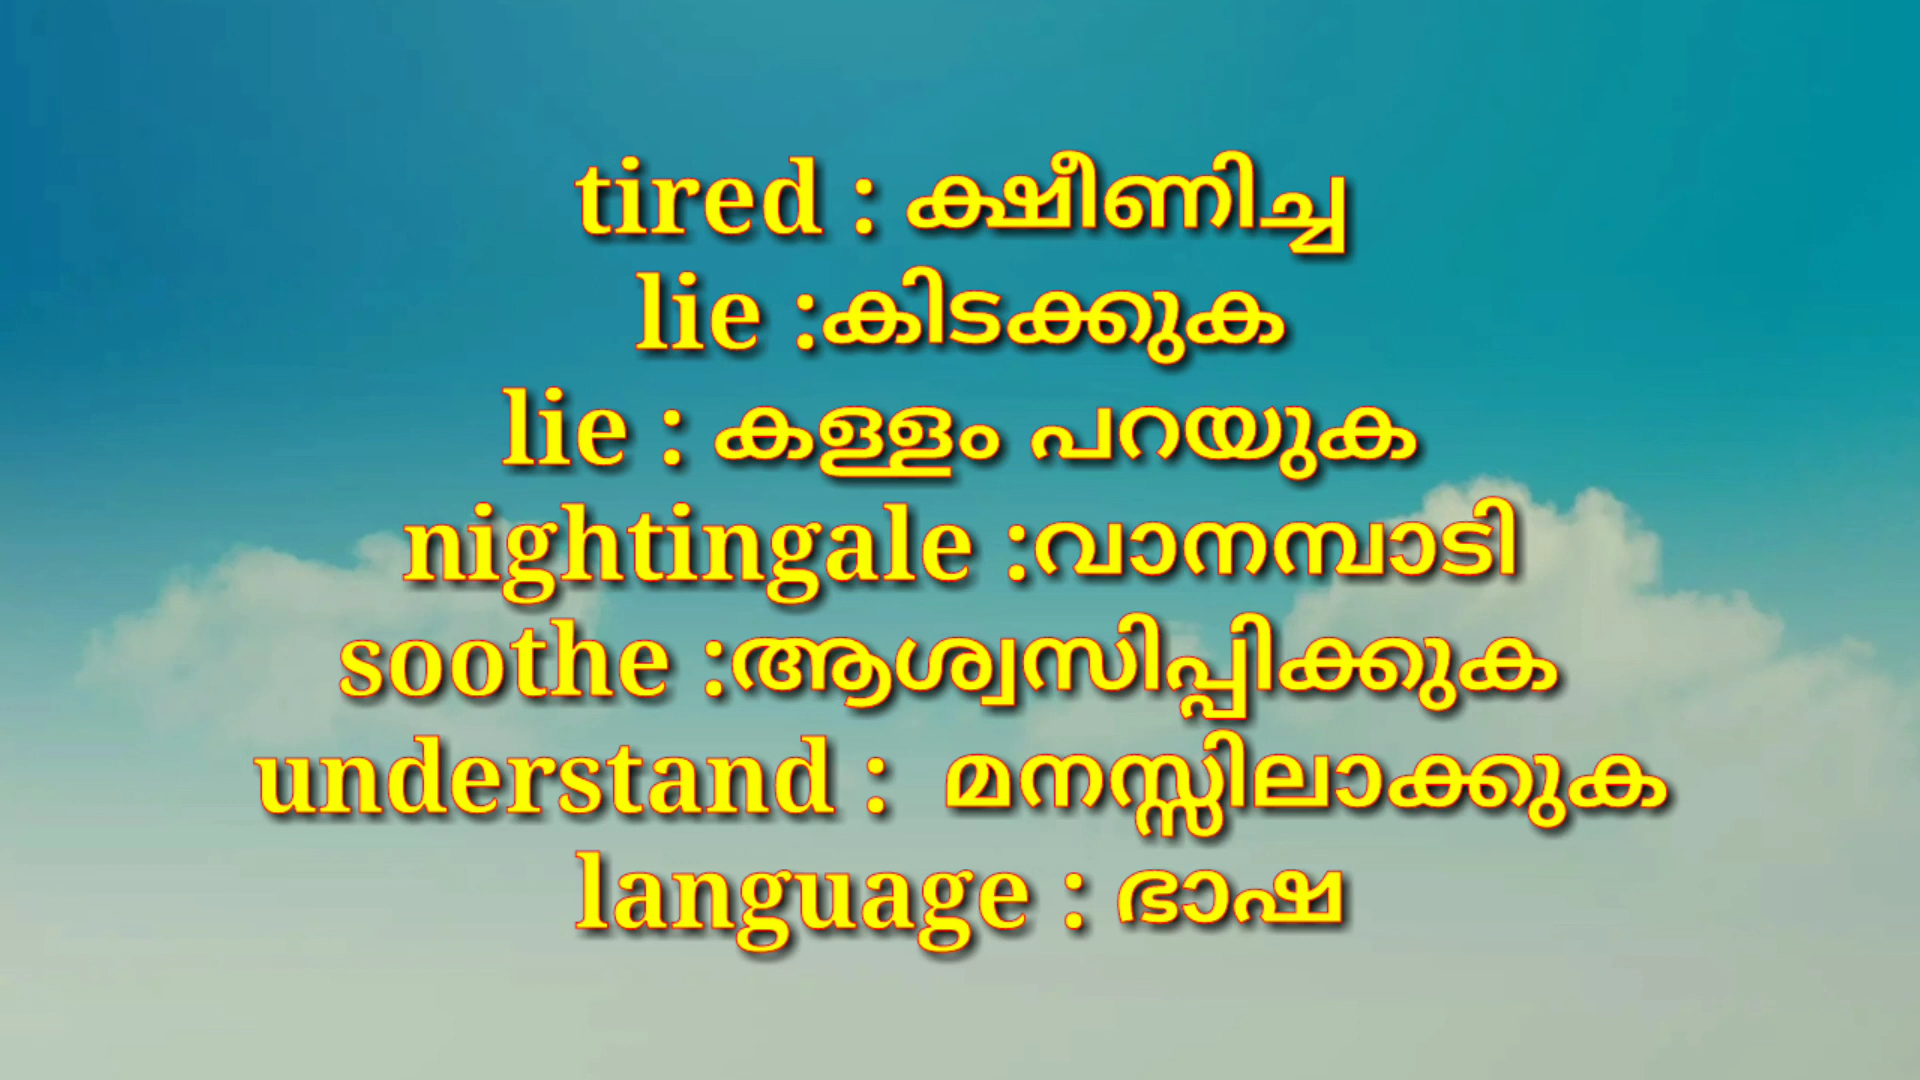 tired : ക്ഷീണിച്ച
lie :കിടക്കുക
lie : കള്ളം പറയുക
nightingale :വാനമ്പാടി
soothe :ആശ്വസിപ്പിക്കുക
understand :  മനസ്സിലാക്കുക
language : ഭാഷ